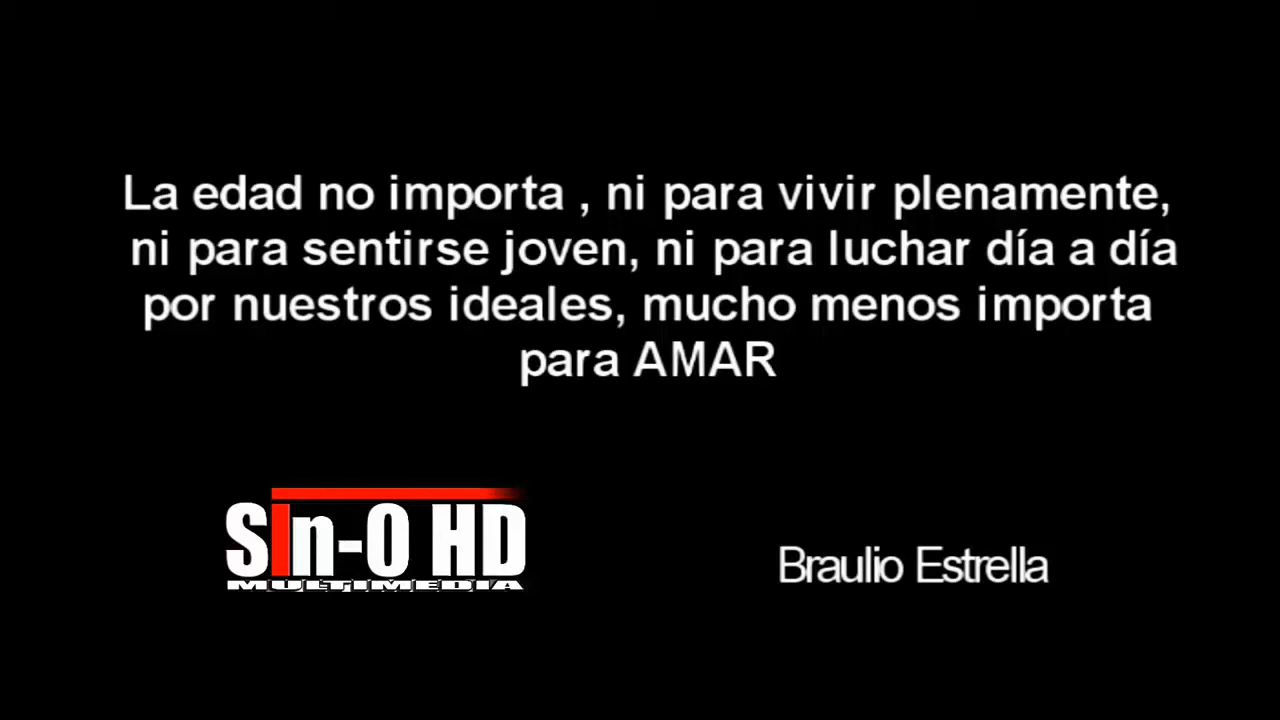 La edad no importa , ni para vivir plenamente,
ni para sentirse joven, ni para luchar día a día
por nuestros ideales, mucho menos importa
para AMAR
SIn-O HD
MULTIMEDIA
Braulio Estrella